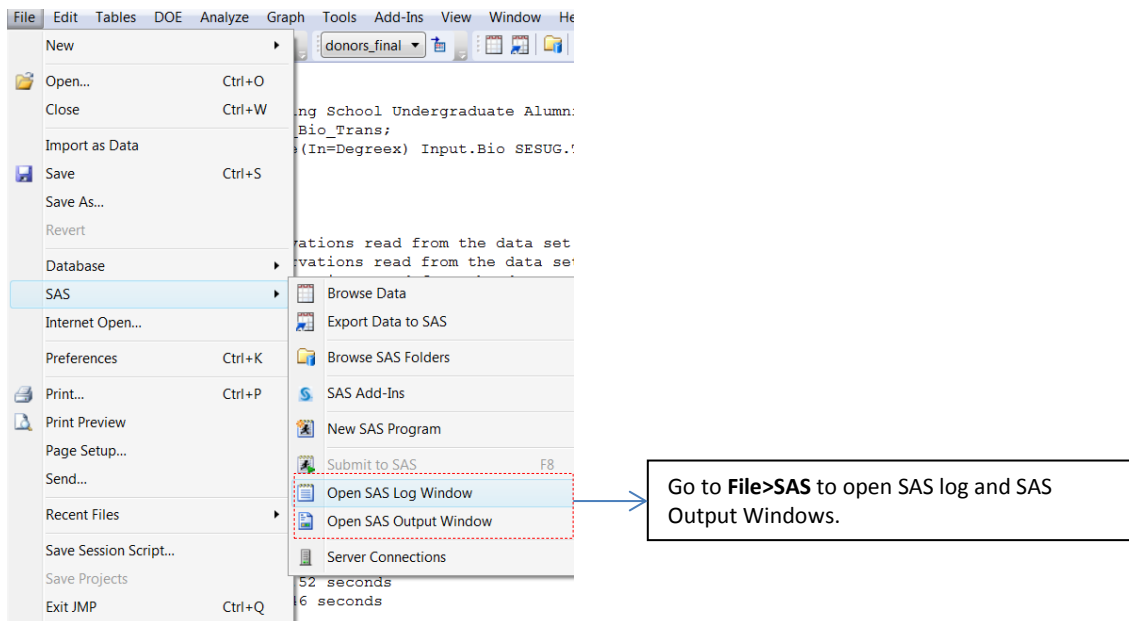 File Edit Tables DOE Analyze Graph Tools Add-Ins View Window He
New
donors_final
Open... Ctrl+O
Close Ctrl+W
Import as Data
Save Ctrl+S
Save As...
Revert
Database
SAS
Internet Open...
Preferences Ctrl+K
Print... Ctrl+P
Print Preview
Page Setup...
Send...
Recent Files
Save Session Script...
Save Projects
Exit JMP Ctrl+Q
ng School Undergraduate Alumn
_Bio_Trans;
(In=Degreex) Input.Bio SESUG.
ations read from the data set
vations read from the data se
Browse Data
Export Data to SAS
Browse SAS Folders
SAS Add-Ins
New SAS Program
Submit to SAS F8
Open SAS Log Window
Open SAS Output Window
Server Connections
52 seconds
6 seconds
Go to File>SAS to open SAS log and SAS
Output Windows.